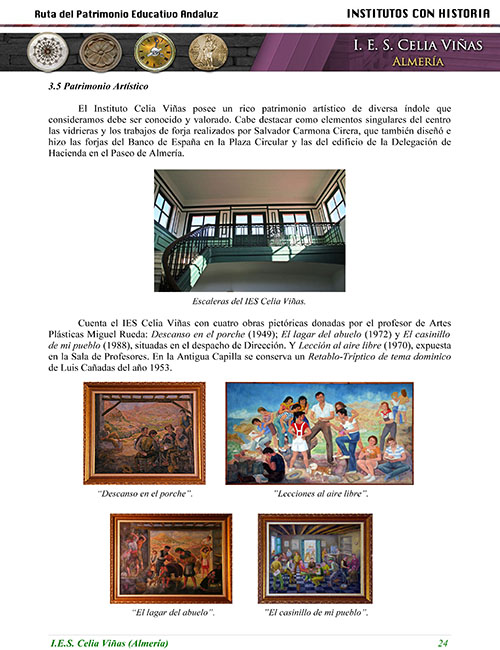 Ruta del Patrimonio Educativo Andaluz
INSTITUTOS CON HISTORIA
I. E. S. CELIA VIÑAS
ALMERÍA
3.5 Patrimonio Artístico
El Instituto Celia Viñas posee un rico patrimonio artístico de diversa índole que
consideramos debe ser conocido y valorado. Cabe destacar como elementos singulares del centro
las vidrieras y los trabajos de forja realizados por Salvador Carmona Cirera, que también diseñó e
hizo las forjas del Banco de España en la Plaza Circular y las del edificio de la Delegación de
Hacienda en el Paseo de Almería.
Escaleras del IES Celia Viñas.
Cuenta el IES Celia Viñas con cuatro obras pictóricas donadas por el profesor de Artes
Plásticas Miguel Rueda: Descanso en el porche (1949); El lagar del abuelo (1972) y El casinillo
de mi pueblo (1988), situadas en el despacho de Dirección. Y Lección al aire libre (1970), expuesta
en la Sala de Profesores. En la Antigua Capilla se conserva un Retablo-Tríptico de tema dominico
de Luis Cañadas del año 1953.
"Descanso en el porche".
"Lecciones al aire libre".
"El lagar del abuelo".
"El casinillo de mi pueblo".
I.E.S. Celia Viñas (Almería)
24